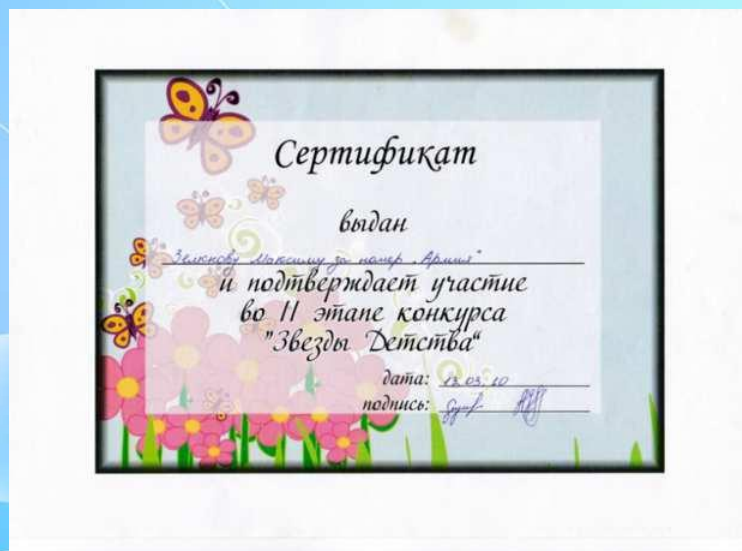 Сертификат
выдан
Максиму за номер „Армия"
и подтверждает участие
во II этапе конкурса
"Звезды Детства"
дата: 13.03.10
подпись: